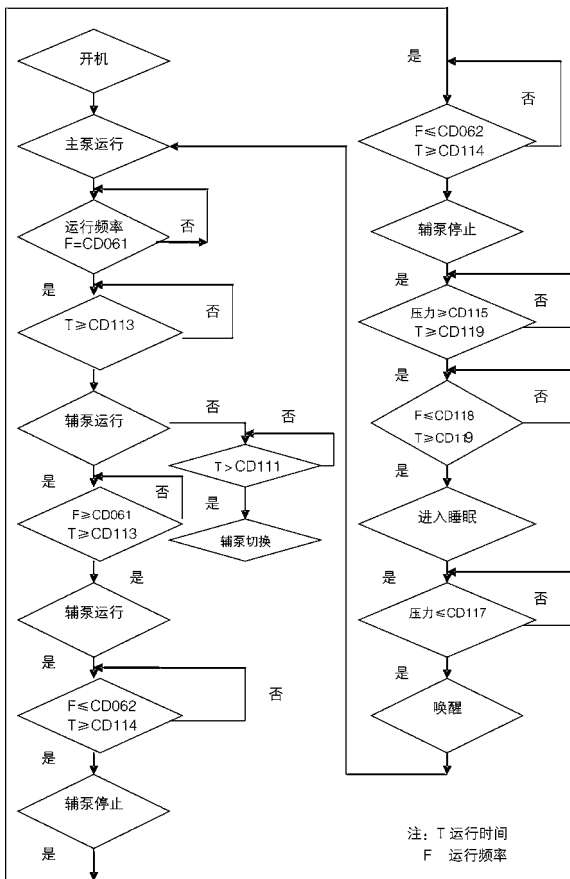 开机
主泵运行
运行频率
F=CD061
否
是
T≥CD113
否
辅泵运行
否
否
T>CD111
是
辅泵切换
是
F≥CD061
T≥CD113
否
是
辅泵运行
是
F≤CD062
T≥CD114
否
是
辅泵停止
是
是
否
F≤CD062
T≥CD114
是
辅泵停止
是
压力≥CD115
T≥CD119
否
是
F≤CD118
T≥CD119
否
是
进入睡眠
是
压力≤CD117
否
是
唤醒
注：T 运行时间
F 运行频率